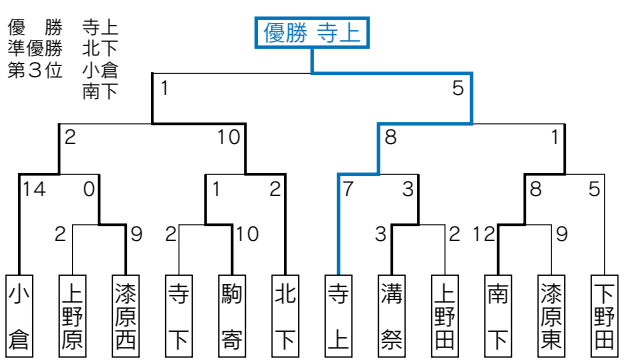 優勝 寺上
優　勝　寺上
準優勝　北下
第３位　小倉
南下
1 5
2 10 8 1
14 0 1 2 7 3 8 5
2 9 2 10 3 2 12 9
小倉
上野原
漆原西
寺下
駒寄
北下
寺上
溝祭
上野田
南下
漆原東
下野田